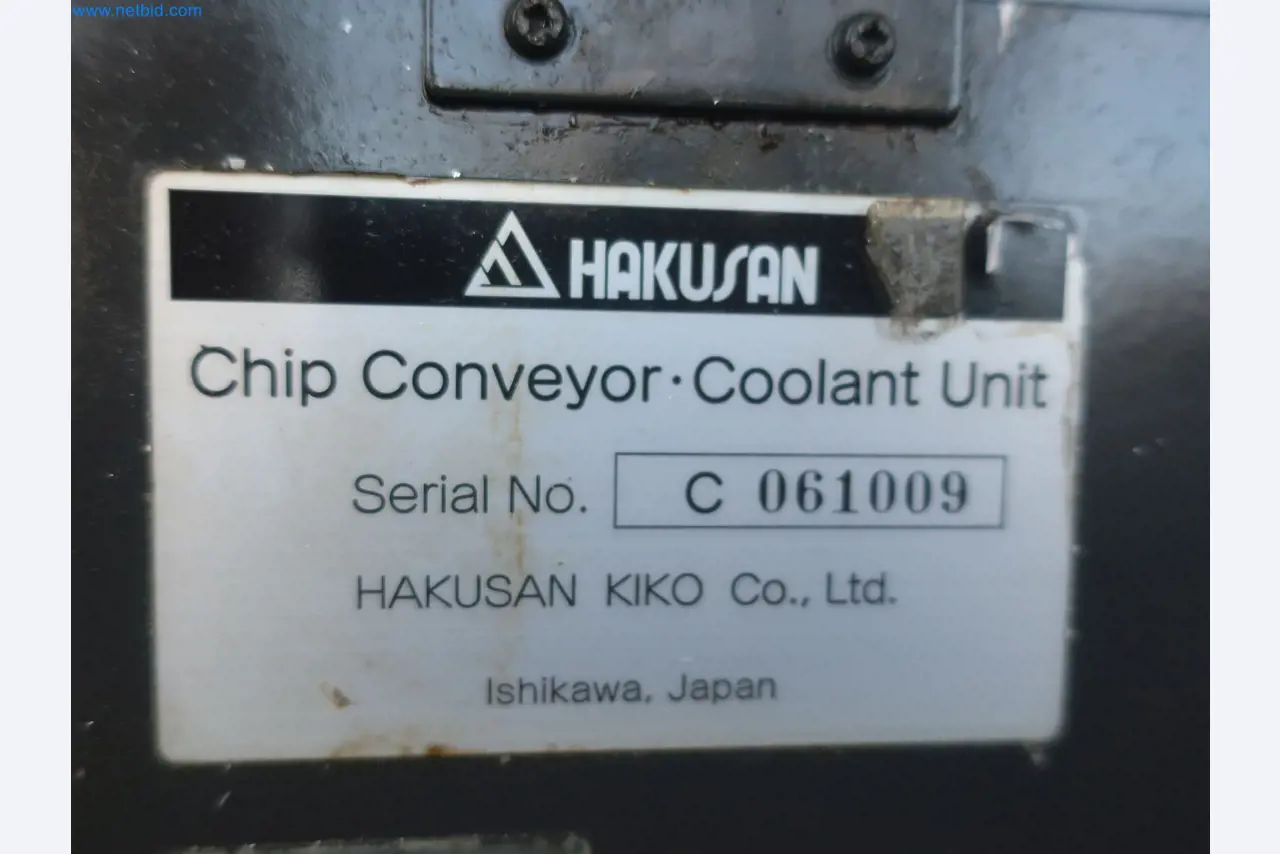 www.netbid.com
HAKUSAN
Chip Conveyor·Coolant Unit
Serial No. C 061009
HAKUSAN KIKO Co., Ltd.
Ishikawa, Japan